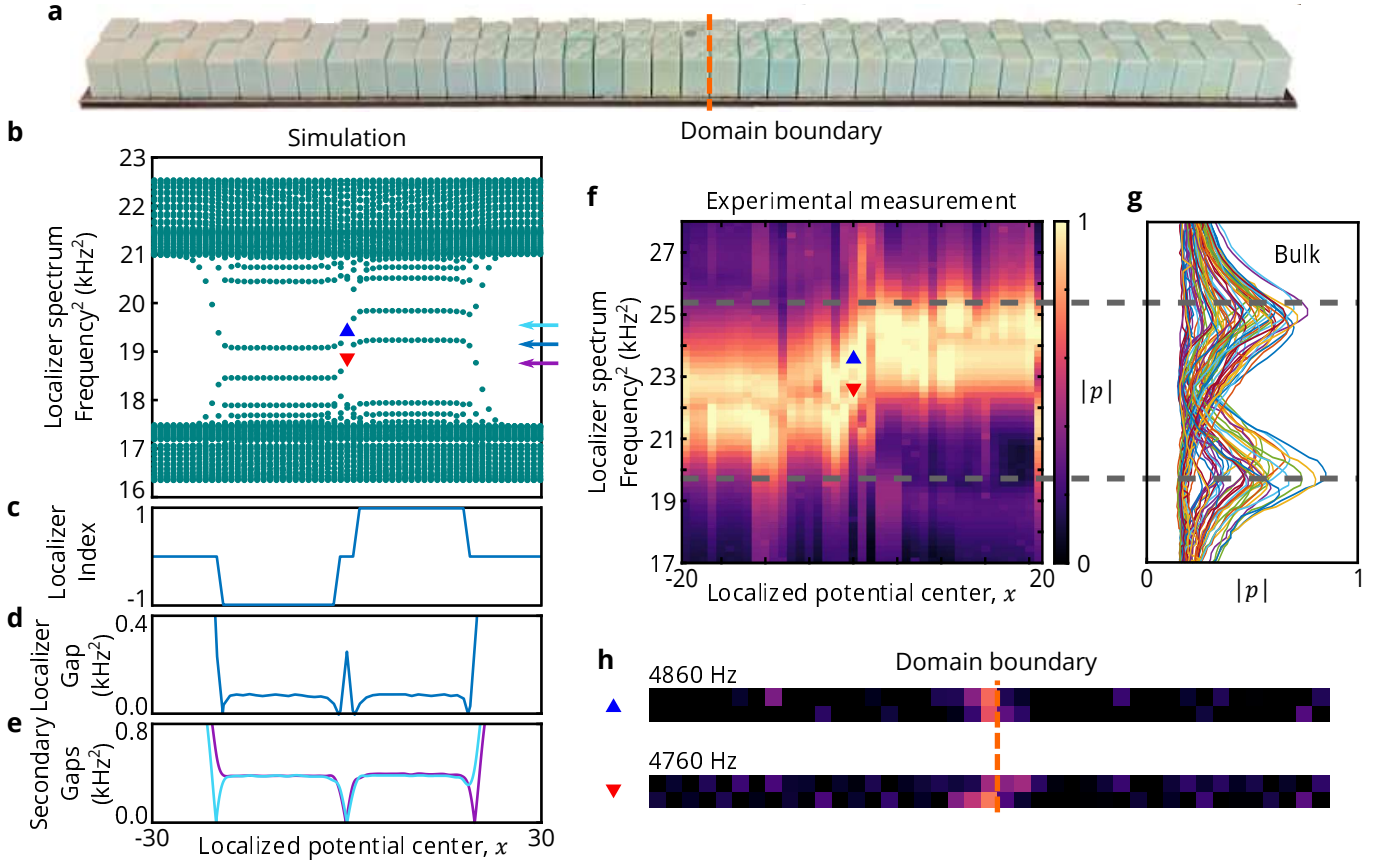 a
Domain boundary
b
Simulation
Localizer spectrum
Frequency² (kHz²)
23
22
21
20
19
18
17
16
c
Localizer
Index
1
-1
d
Localizer
Gap
(kHz²)
0.4
0.0
e
Secondary
Gaps
(kHz²)
0.8
0.0
-30
30
Localized potential center, x
f
Experimental measurement
Localizer spectrum
Frequency² (kHz²)
27
25
23
21
19
17
-20
20
Localized potential center, x
1
|p|
0
g
Bulk
0
1
|p|
h
Domain boundary
4860 Hz
4760 Hz